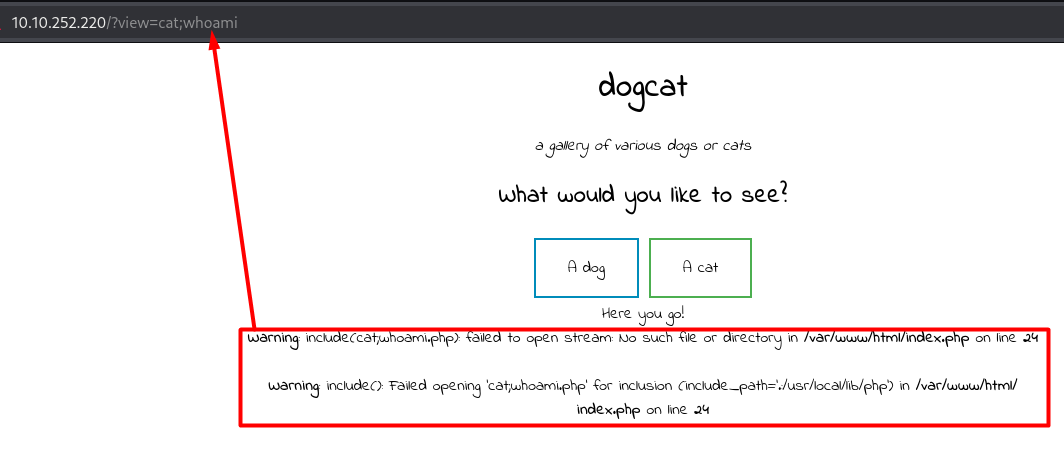 10.10.252.220/?view=cat;whoami
dogcat
a gallery of various dogs or cats
What would you like to see?
A dog A cat
Here you go!
Warning: include(cat;whoami.php): failed to open stream: No such file or directory in /var/www/html/index.php on line 24
Warning: include(): Failed opening 'cat;whoami.php' for inclusion (include_path='.:/usr/local/lib/php') in /var/www/html/
index.php on line 24